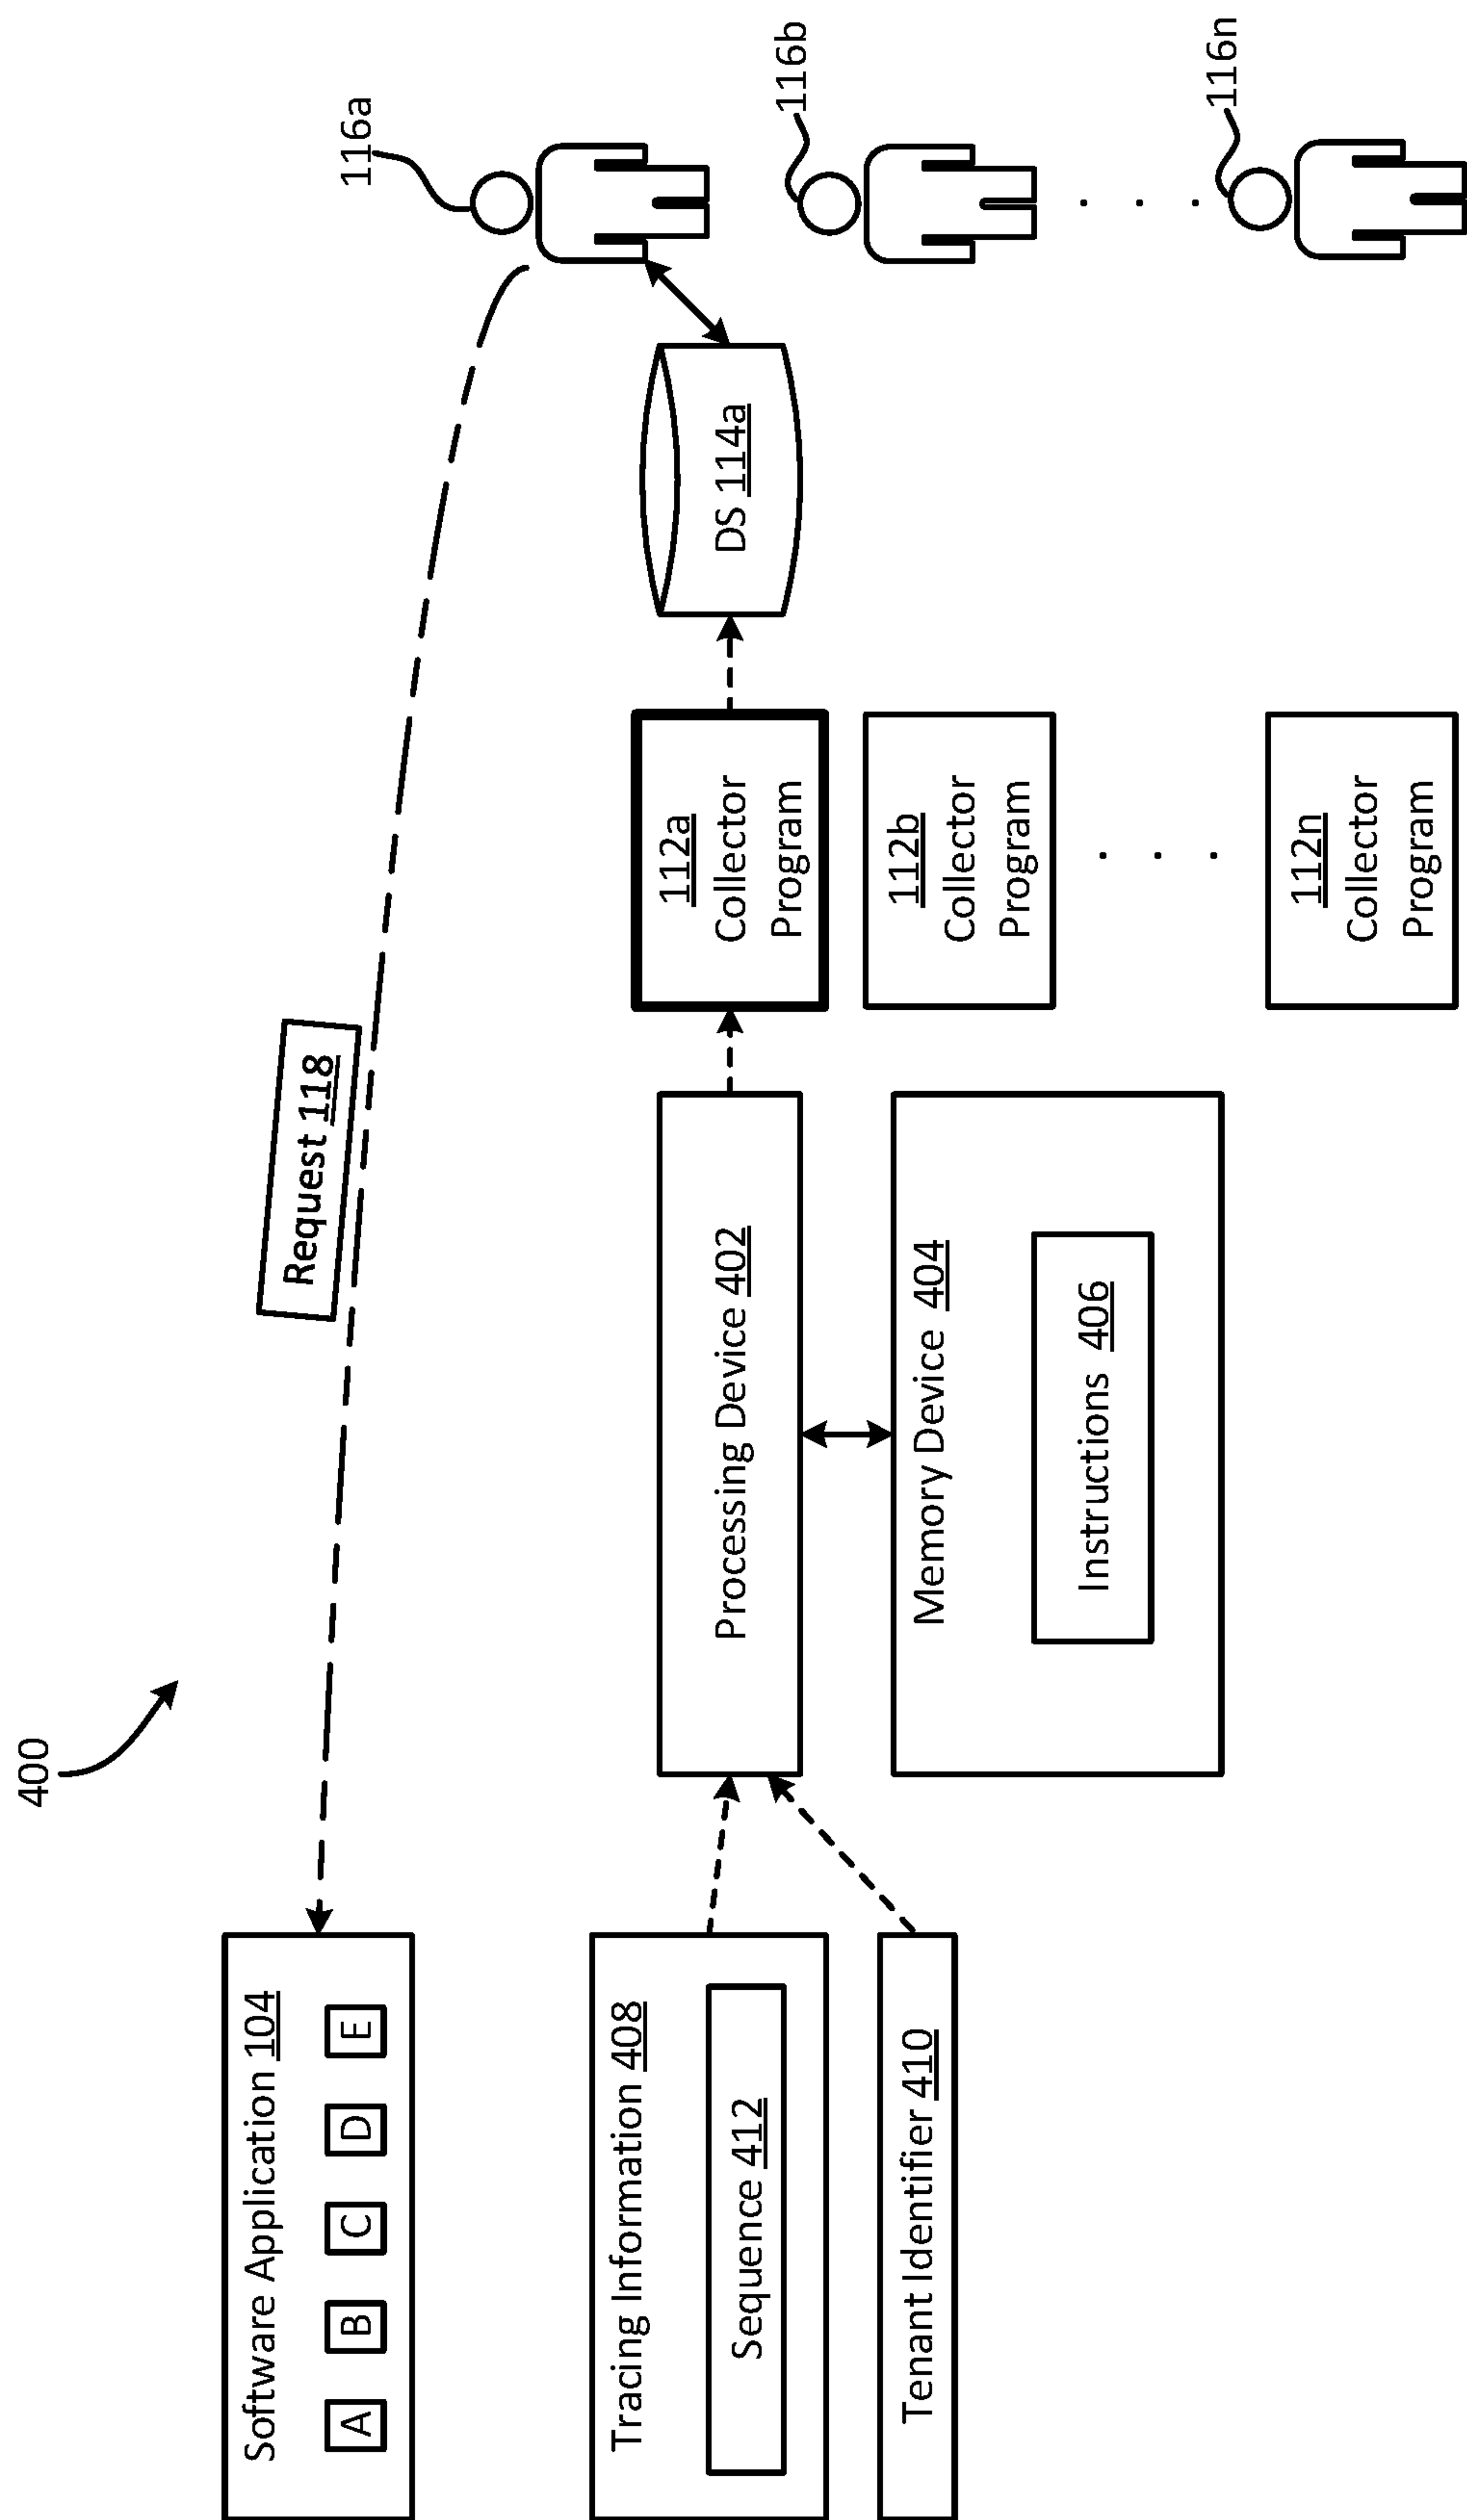 400
Software Application 104
A B C D E
Request 118
116a
Tracing Information 408
Sequence 412
Tenant Identifier 410
Processing Device 402
Memory Device 404
Instructions 406
112a
Collector
Program
DS 114a
112b
Collector
Program
116b
. . .
112n
Collector
Program
. . .
116n